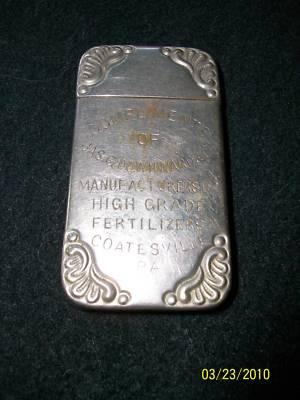 COMPLIMENTS
OF
MANUFACTURERS OF
HIGH GRADE
FERTILIZERS
COATESVILLE
PA
03/23/2010